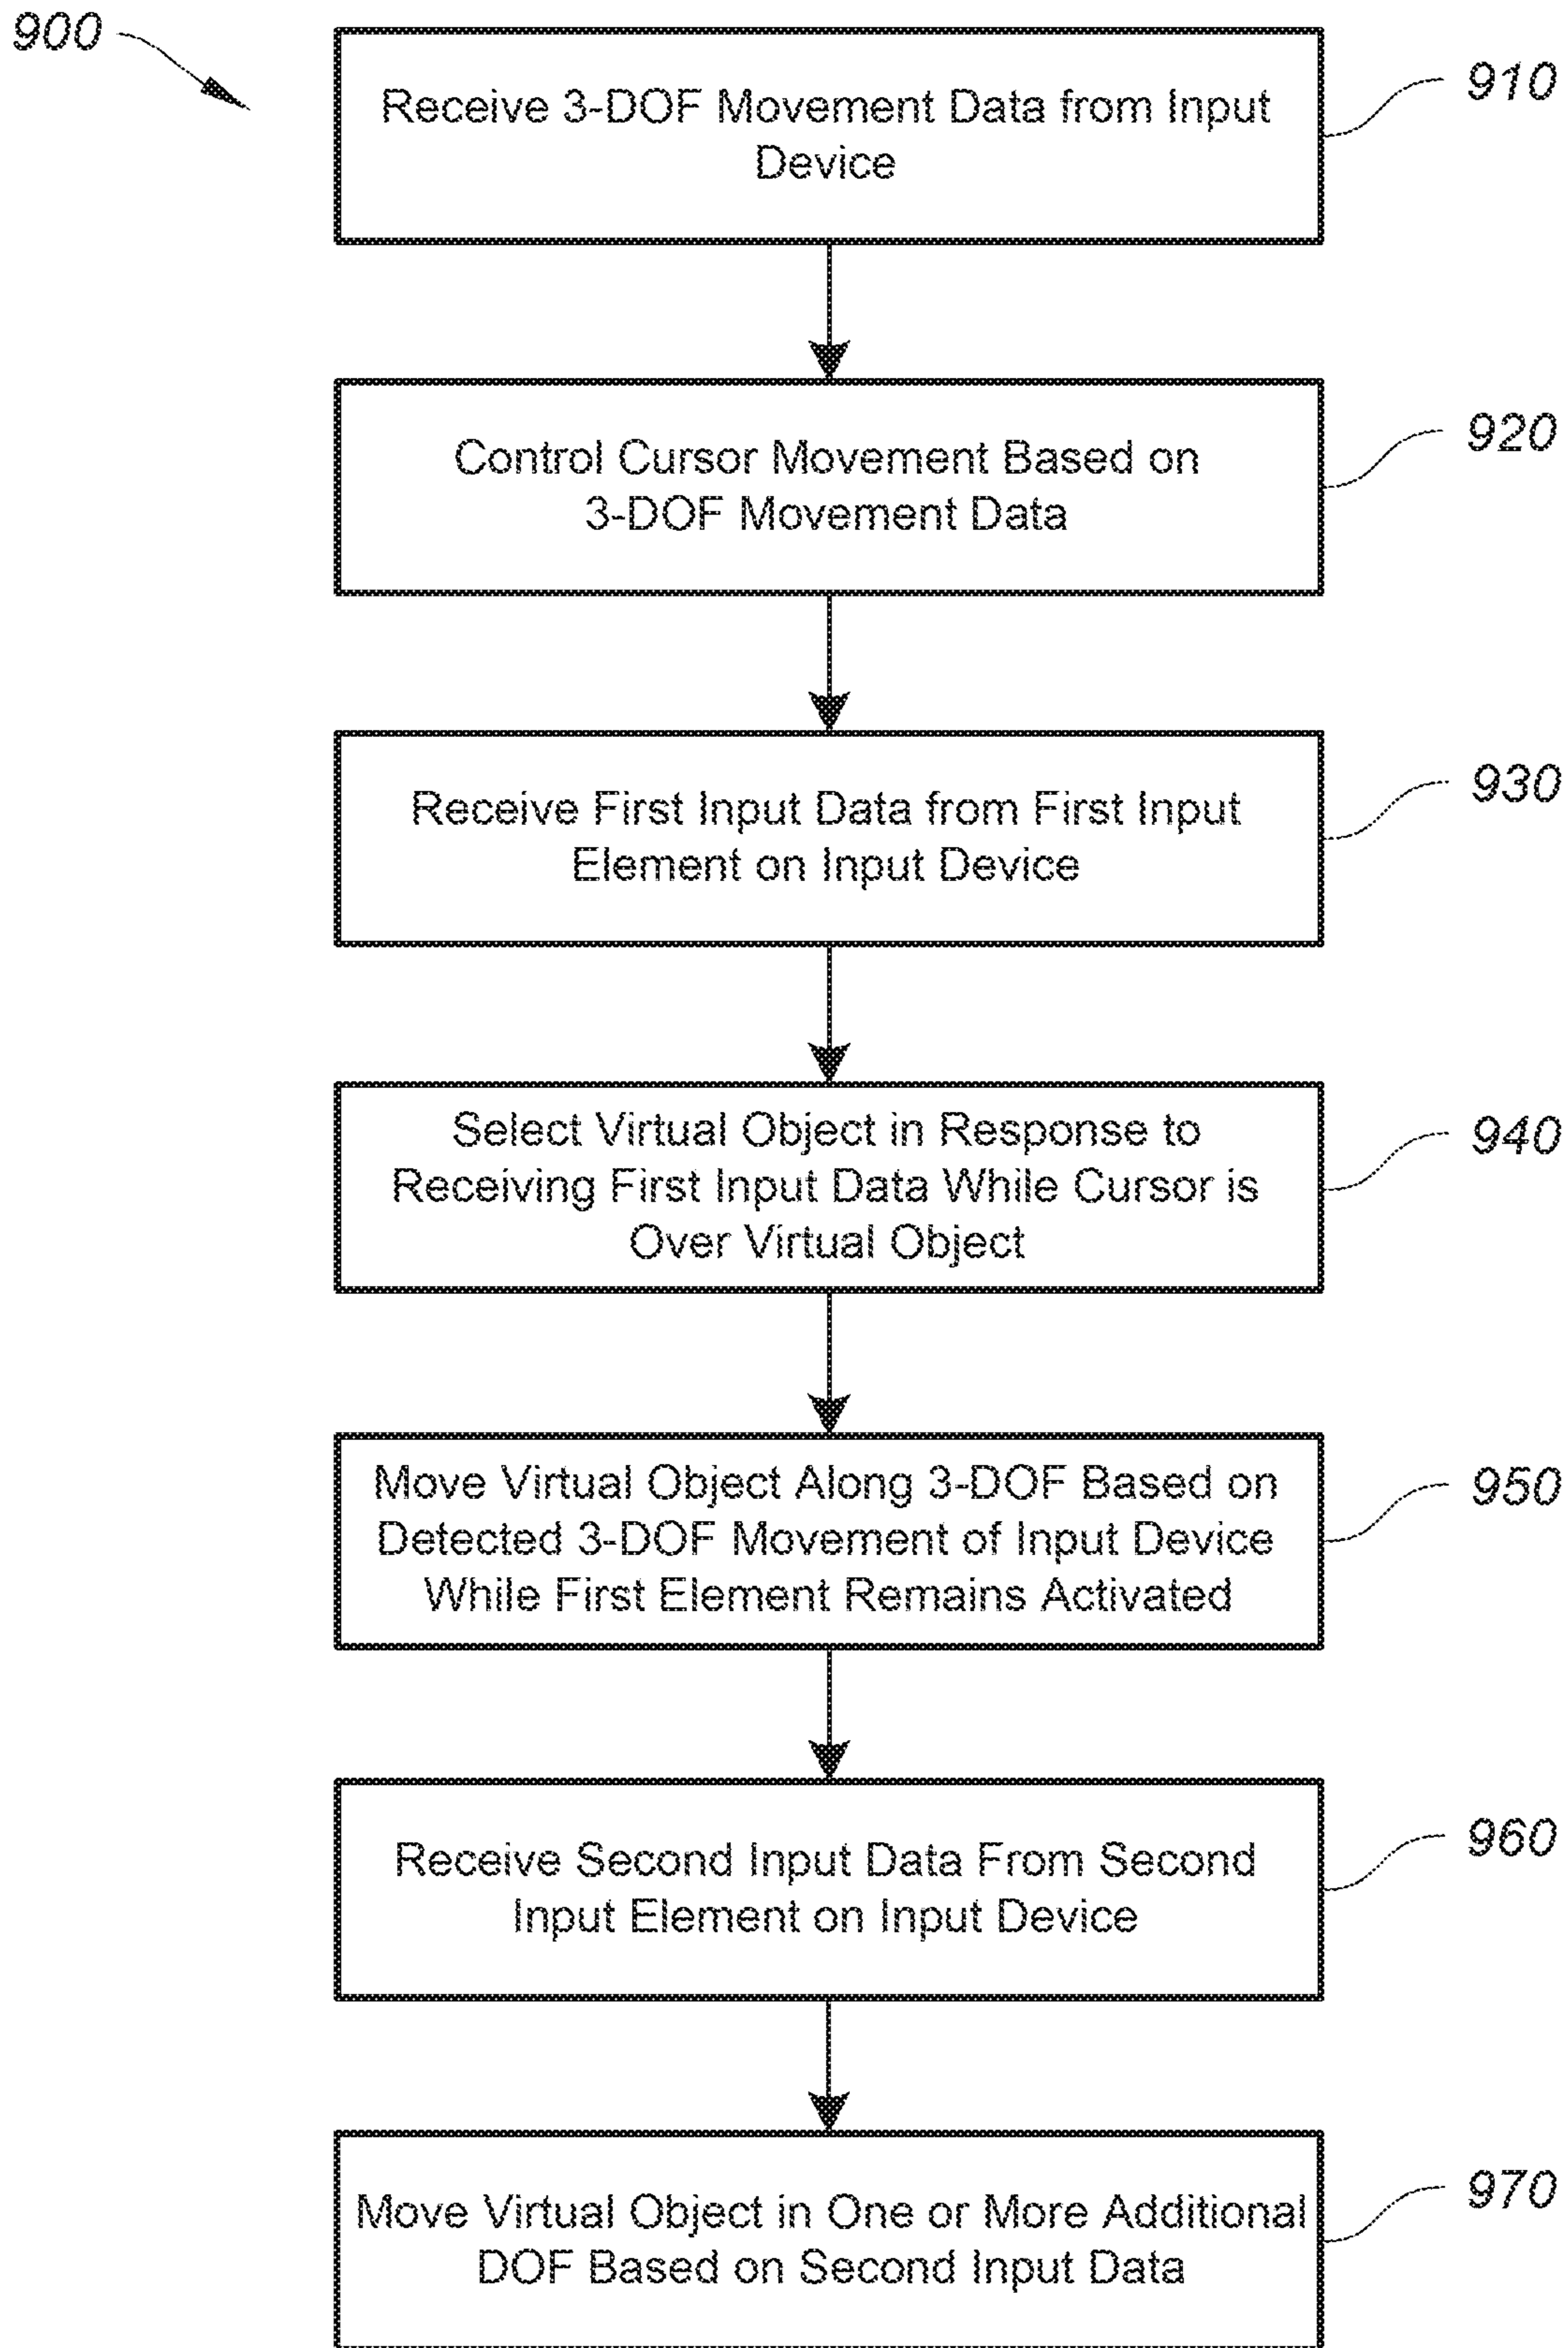 900
Receive 3-DOF Movement Data from Input
Device
910
Control Cursor Movement Based on
3-DOF Movement Data
920
Receive First Input Data from First Input
Element on Input Device
930
Select Virtual Object in Response to
Receiving First Input Data While Cursor is
Over Virtual Object
940
Move Virtual Object Along 3-DOF Based on
Detected 3-DOF Movement of Input Device
While First Element Remains Activated
950
Receive Second Input Data From Second
Input Element on Input Device
960
Move Virtual Object in One or More Additional
DOF Based on Second Input Data
970